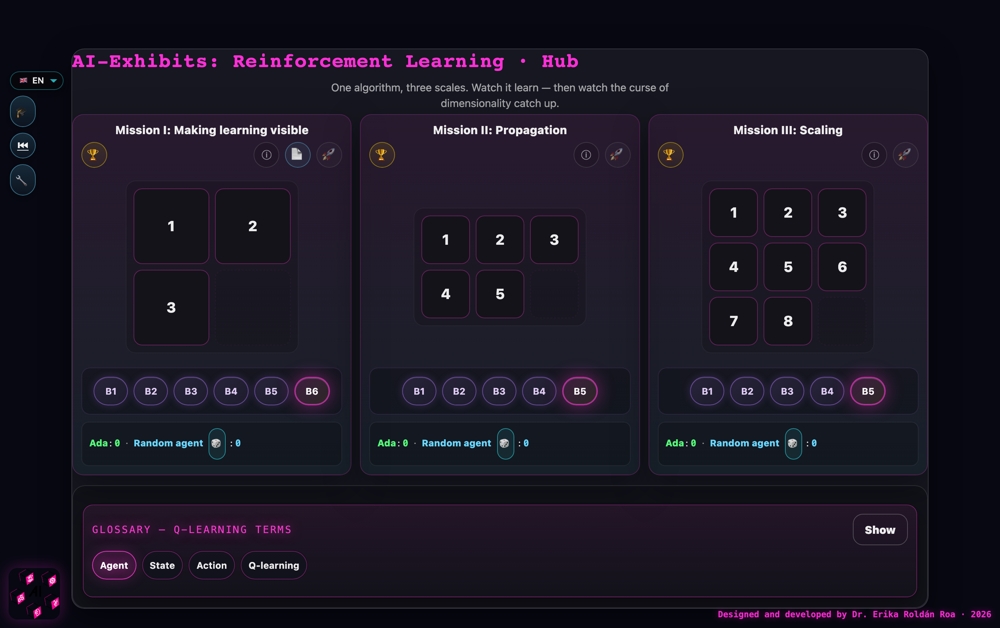 AI-Exhibits: Reinforcement Learning · Hub
EN
One algorithm, three scales. Watch it learn — then watch the curse of
dimensionality catch up.
Mission I: Making learning visible
1 2
3
B1 B2 B3 B4 B5 B6
Ada: 0 · Random agent : 0
Mission II: Propagation
1 2 3
4 5
B1 B2 B3 B4 B5
Ada: 0 · Random agent : 0
Mission III: Scaling
1 2 3
4 5 6
7 8
B1 B2 B3 B4 B5
Ada: 0 · Random agent : 0
GLOSSARY — Q-LEARNING TERMS
Show
Agent State Action Q-learning
AI
Designed and developed by Dr. Erika Roldán Roa · 2026